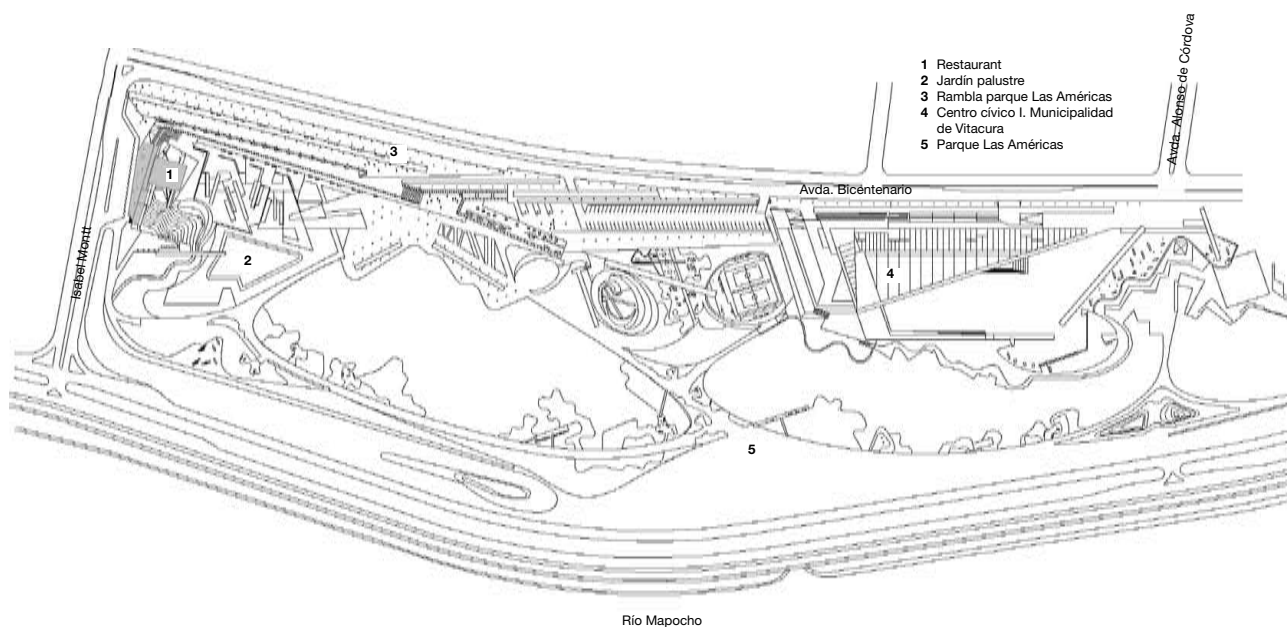 Avda. Alonso de Córdova
1 Restaurant
2 Jardín palustre
3 Rambla parque Las Américas
4 Centro cívico I. Municipalidad
de Vitacura
5 Parque Las Américas
3
1
Avda. Bicentenario
Isabel Montt
2
4
5
Río Mapocho